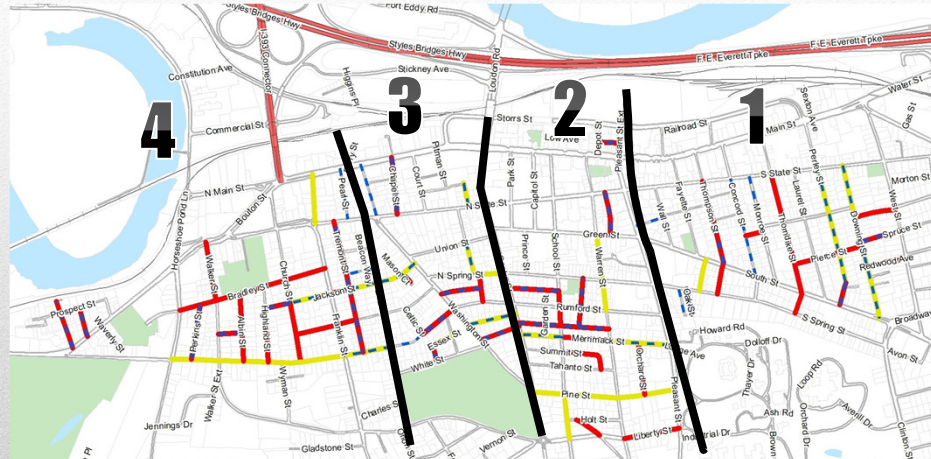 Styles Bridges Hwy
Fort Eddy Rd
Styles Bridges Hwy
F. E. Everett Tpke
F. E. Everett Tpke
I-393 Connector
Loudon Rd
Stickney Ave
Constitution Ave
Higgins Pl
Commercial St
4
3
2
1
Storrs St
Low Ave
Depot St
Pleasant St Ext
Railroad St
Main St
Sexton Ave
Water St
Gas St
Horseshoe Pond Ln
N Main St
Bouton St
Pearl St
Chapel St
Court St
Pitman St
N State St
Park St
Capitol St
S State St
Morton St
Fayette St
Thompson St
Concord St
Monroe St
Thorndike St
Laurel St
Perley St
Downing St
West St
Wall St
Green St
Spruce St
Pierce St
Redwood Ave
Walker St
Church St
Tremont St
Beacon Way
Mason Ct
Union St
N Spring St
Prince St
School St
Warren St
South St
Oak St
S Spring St
Broadway
Bradley St
Jackson St
Prospect St
Waverly St
Perkins St
Albin St
Highland St
Franklin St
Celtic St
Washington St
Essex St
White St
Garden St
Rumford St
Merrimack St
Summit St
Tahanto St
Orchard St
Pleasant St
Howard Rd
Dolloff Dr
Thayer Dr
Loop Rd
Avon St
Walker St Ext
Wyman St
Pine St
Holt St
Liberty St
Industrial Dr
Ash Rd
Orchard Dr
Averill Dr
Clinton St
Jennings Dr
Charles St
Gladstone St
Vernon St